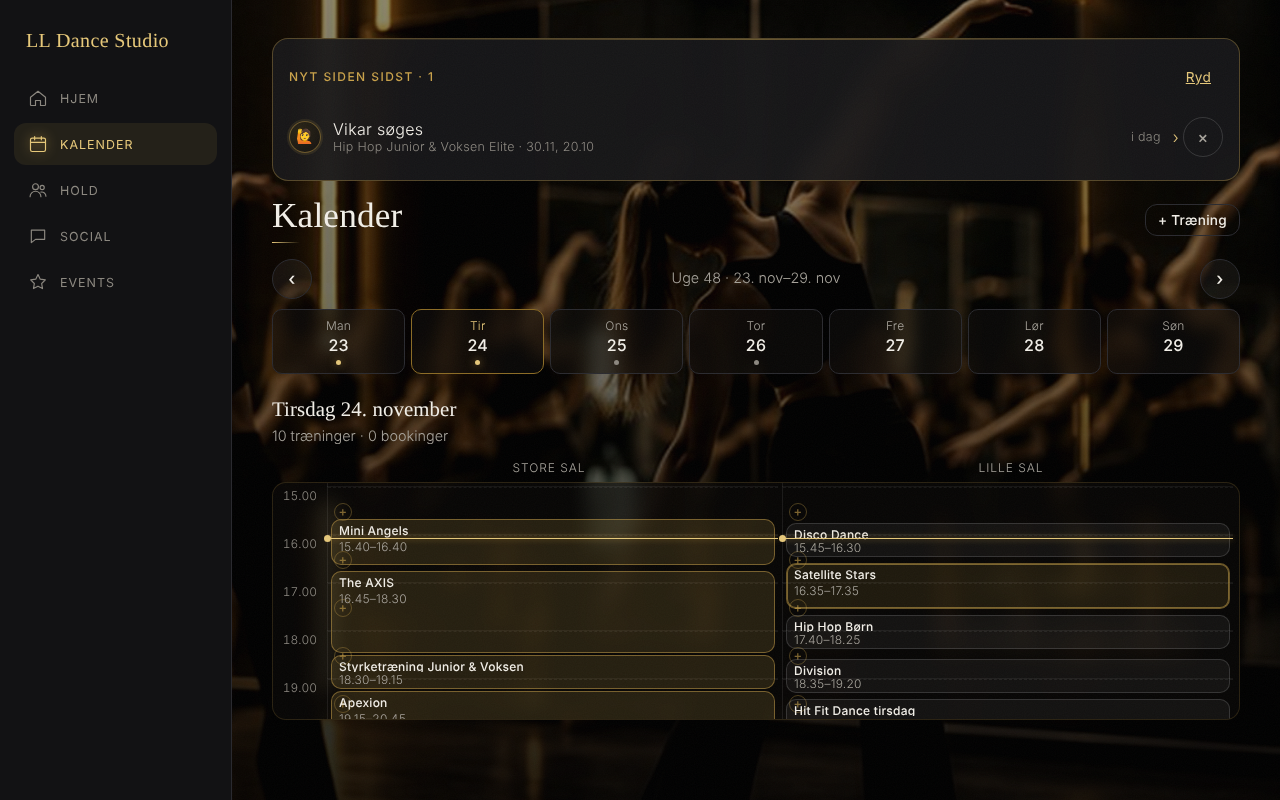 LL Dance Studio
HJEM
KALENDER
HOLD
SOCIAL
EVENTS
NYT SIDEN SIDST · 1
Ryd
Vikar søges
Hip Hop Junior & Voksen Elite · 30.11, 20.10
i dag
Kalender
+ Træning
Uge 48 · 23. nov–29. nov
Man Tir Ons Tor Fre Lør Søn
23 24 25 26 27 28 29
Tirsdag 24. november
10 træninger · 0 bookinger
STORE SAL LILLE SAL
15.00
16.00
17.00
18.00
19.00
Mini Angels
15.40–16.40
The AXIS
16.45–18.30
Styrketræning Junior & Voksen
18.30–19.15
Apexion
19.15–20.45
Disco Dance
15.45–16.30
Satellite Stars
16.35–17.35
Hip Hop Børn
17.40–18.25
Division
18.35–19.20
Hit Fit Dance tirsdag